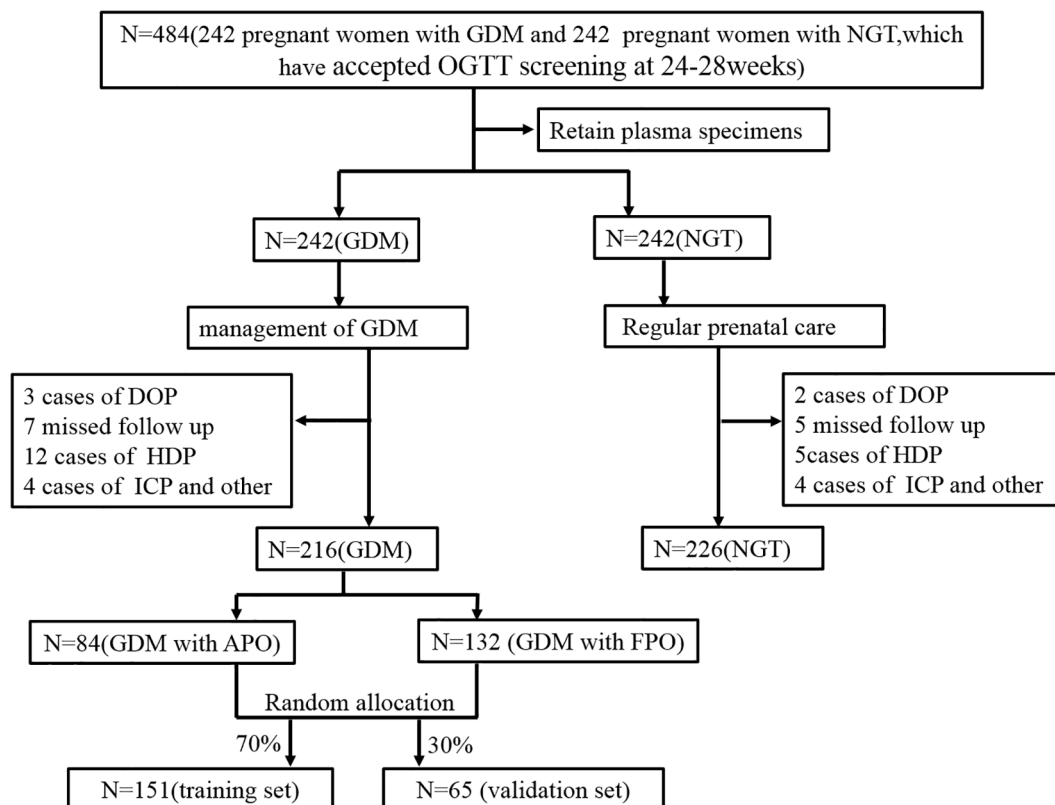 N=484(242 pregnant women with GDM and 242 pregnant women with NGT,which
have accepted OGTT screening at 24-28weeks)
Retain plasma specimens
N=242(GDM)
N=242(NGT)
management of GDM
Regular prenatal care
3 cases of DOP
7 missed follow up
12 cases of HDP
4 cases of ICP and other
2 cases of DOP
5 missed follow up
5cases of HDP
4 cases of ICP and other
N=216(GDM)
N=226(NGT)
N=84(GDM with APO)
N=132 (GDM with FPO)
Random allocation
70%
30%
N=151(training set)
N=65 (validation set)